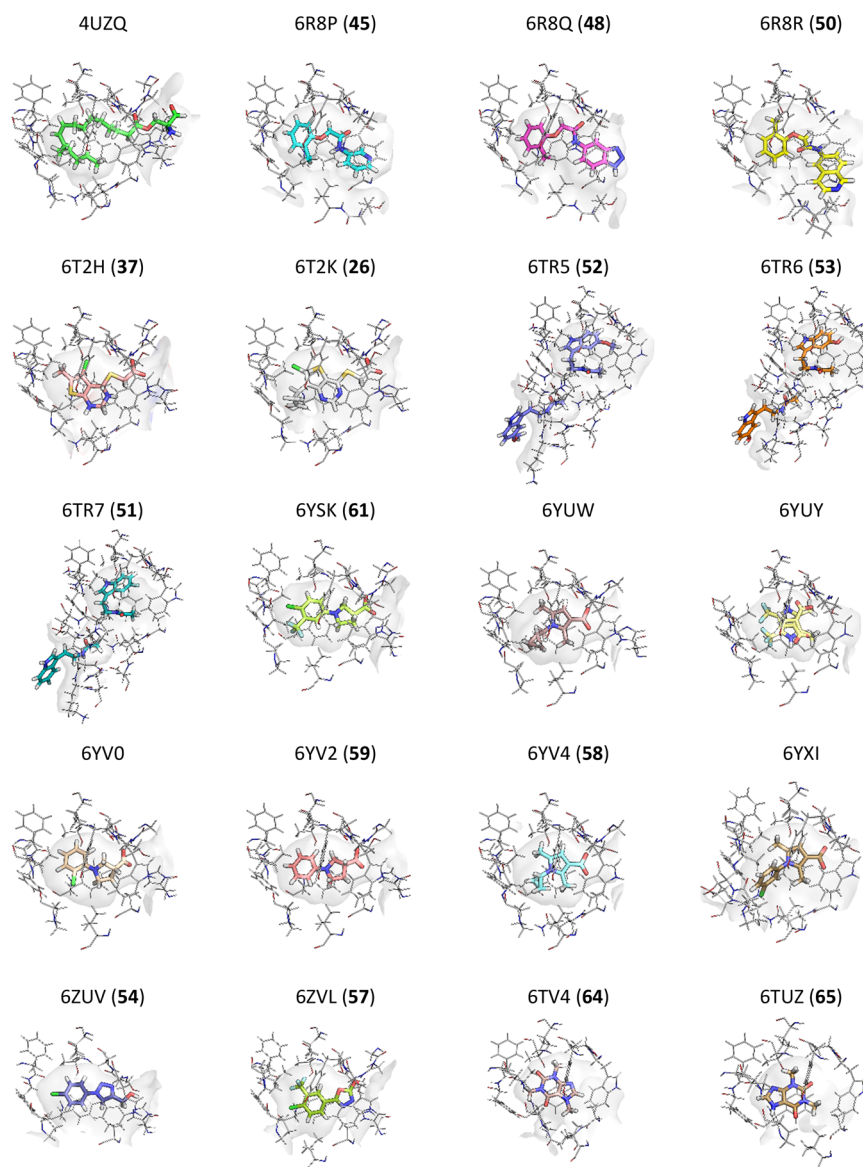 4UZQ 6R8P (45) 6R8Q (48) 6R8R (50)
6T2H (37) 6T2K (26) 6TR5 (52) 6TR6 (53)
6TR7 (51) 6YSK (61) 6YUW 6YUY
6YV0 6YV2 (59) 6YV4 (58) 6YXI
6ZUV (54) 6ZVL (57) 6TV4 (64) 6TUZ (65)